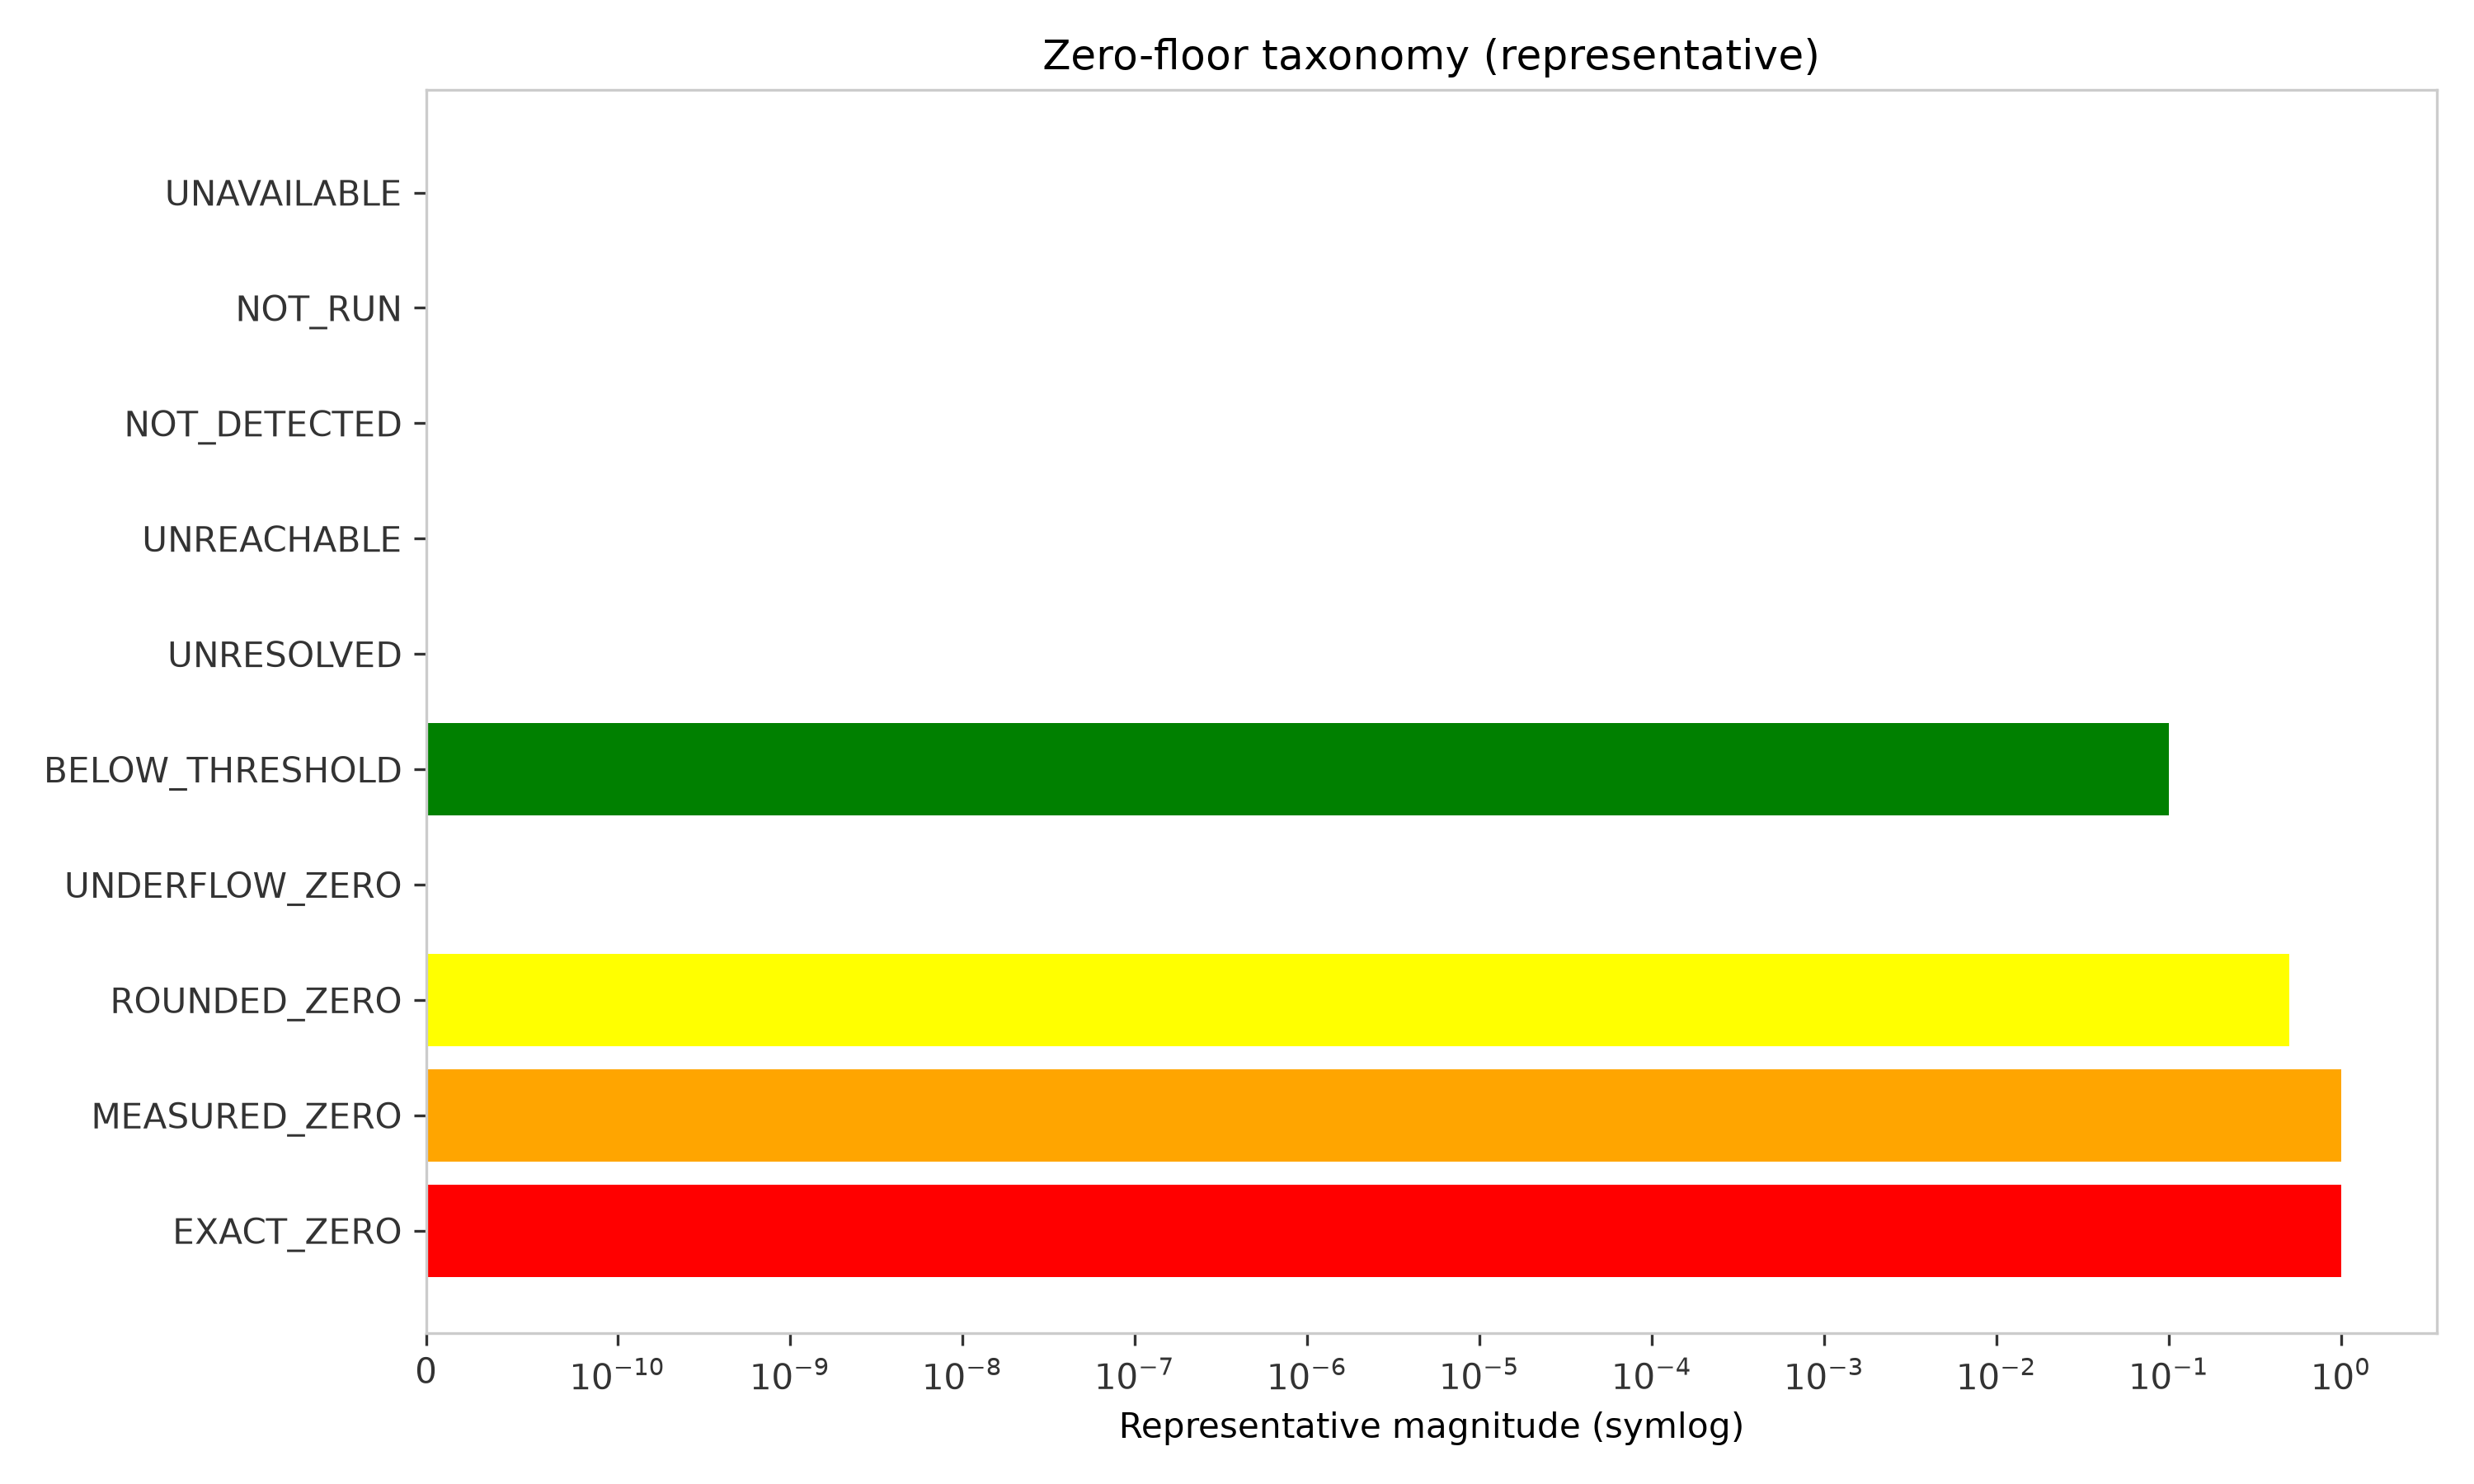 Zero-floor taxonomy (representative)
UNAVAILABLE
NOT_RUN
NOT_DETECTED
UNREACHABLE
UNRESOLVED
BELOW_THRESHOLD
UNDERFLOW_ZERO
ROUNDED_ZERO
MEASURED_ZERO
EXACT_ZERO
0 10⁻¹⁰ 10⁻⁹ 10⁻⁸ 10⁻⁷ 10⁻⁶ 10⁻⁵ 10⁻⁴ 10⁻³ 10⁻² 10⁻¹ 10⁰
Representative magnitude (symlog)